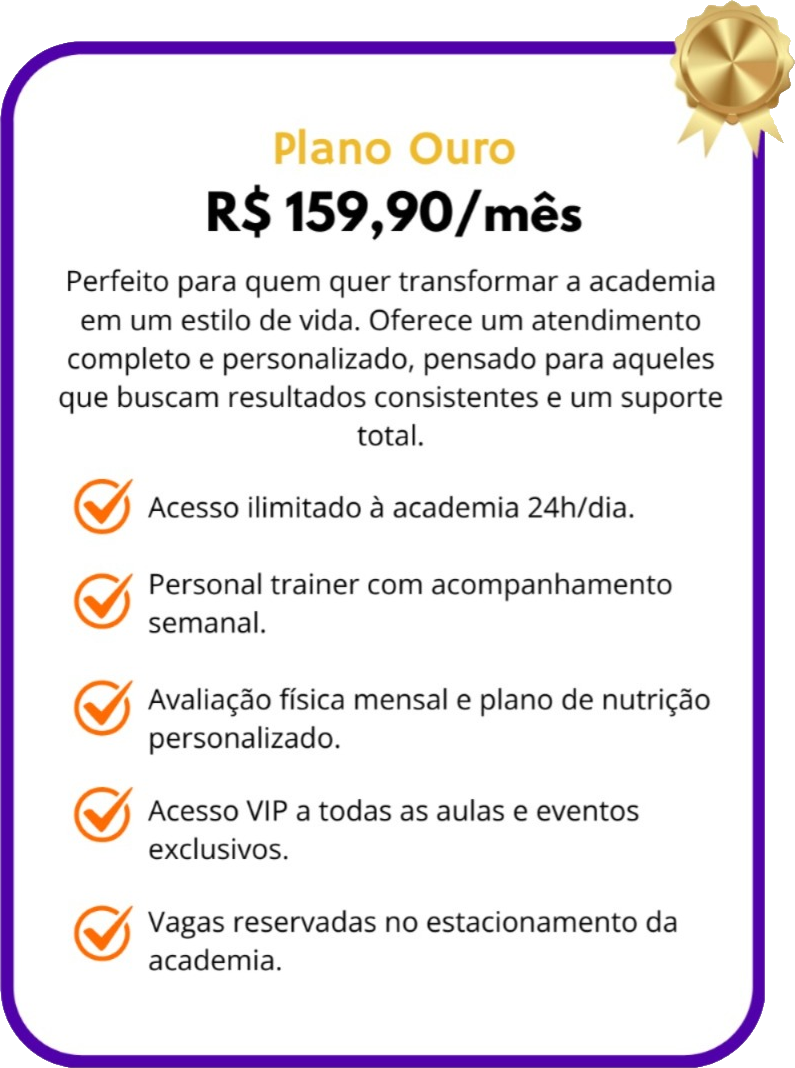 Plano Ouro
R$ 159,90/mês
Perfeito para quem quer transformar a academia
em um estilo de vida. Oferece um atendimento
completo e personalizado, pensado para aqueles
que buscam resultados consistentes e um suporte
total.
Acesso ilimitado à academia 24h/dia.
Personal trainer com acompanhamento
semanal.
Avaliação física mensal e plano de nutrição
personalizado.
Acesso VIP a todas as aulas e eventos
exclusivos.
Vagas reservadas no estacionamento da
academia.